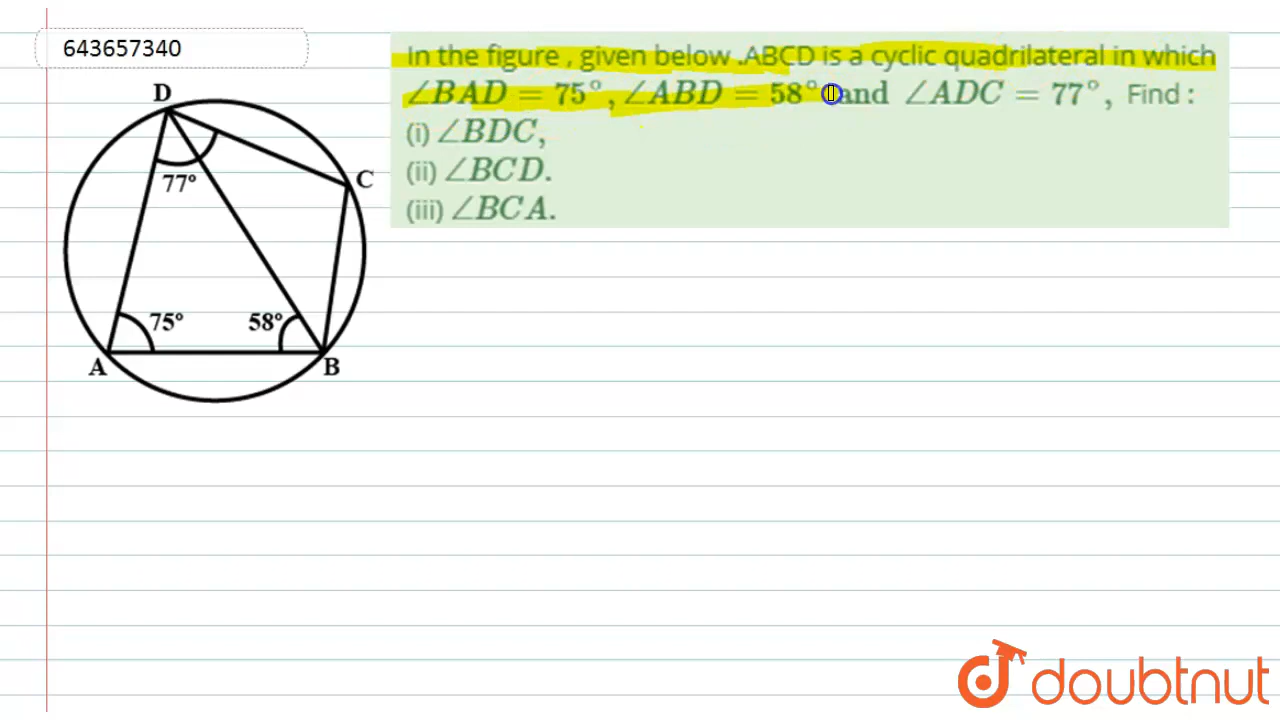 643657340
In the figure , given below .ABCD is a cyclic quadrilateral in which
∠BAD = 75°, ∠ABD = 58° and ∠ADC = 77°, Find :
(i) ∠BDC,
(ii) ∠BCD.
(iii) ∠BCA.
D
77°
C
75°
58°
A
B
doubtnut